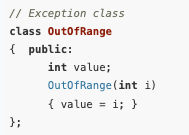 // Exception class
class OutOfRange
{  public:
       int value;
       OutOfRange(int i)
       { value = i; }
};